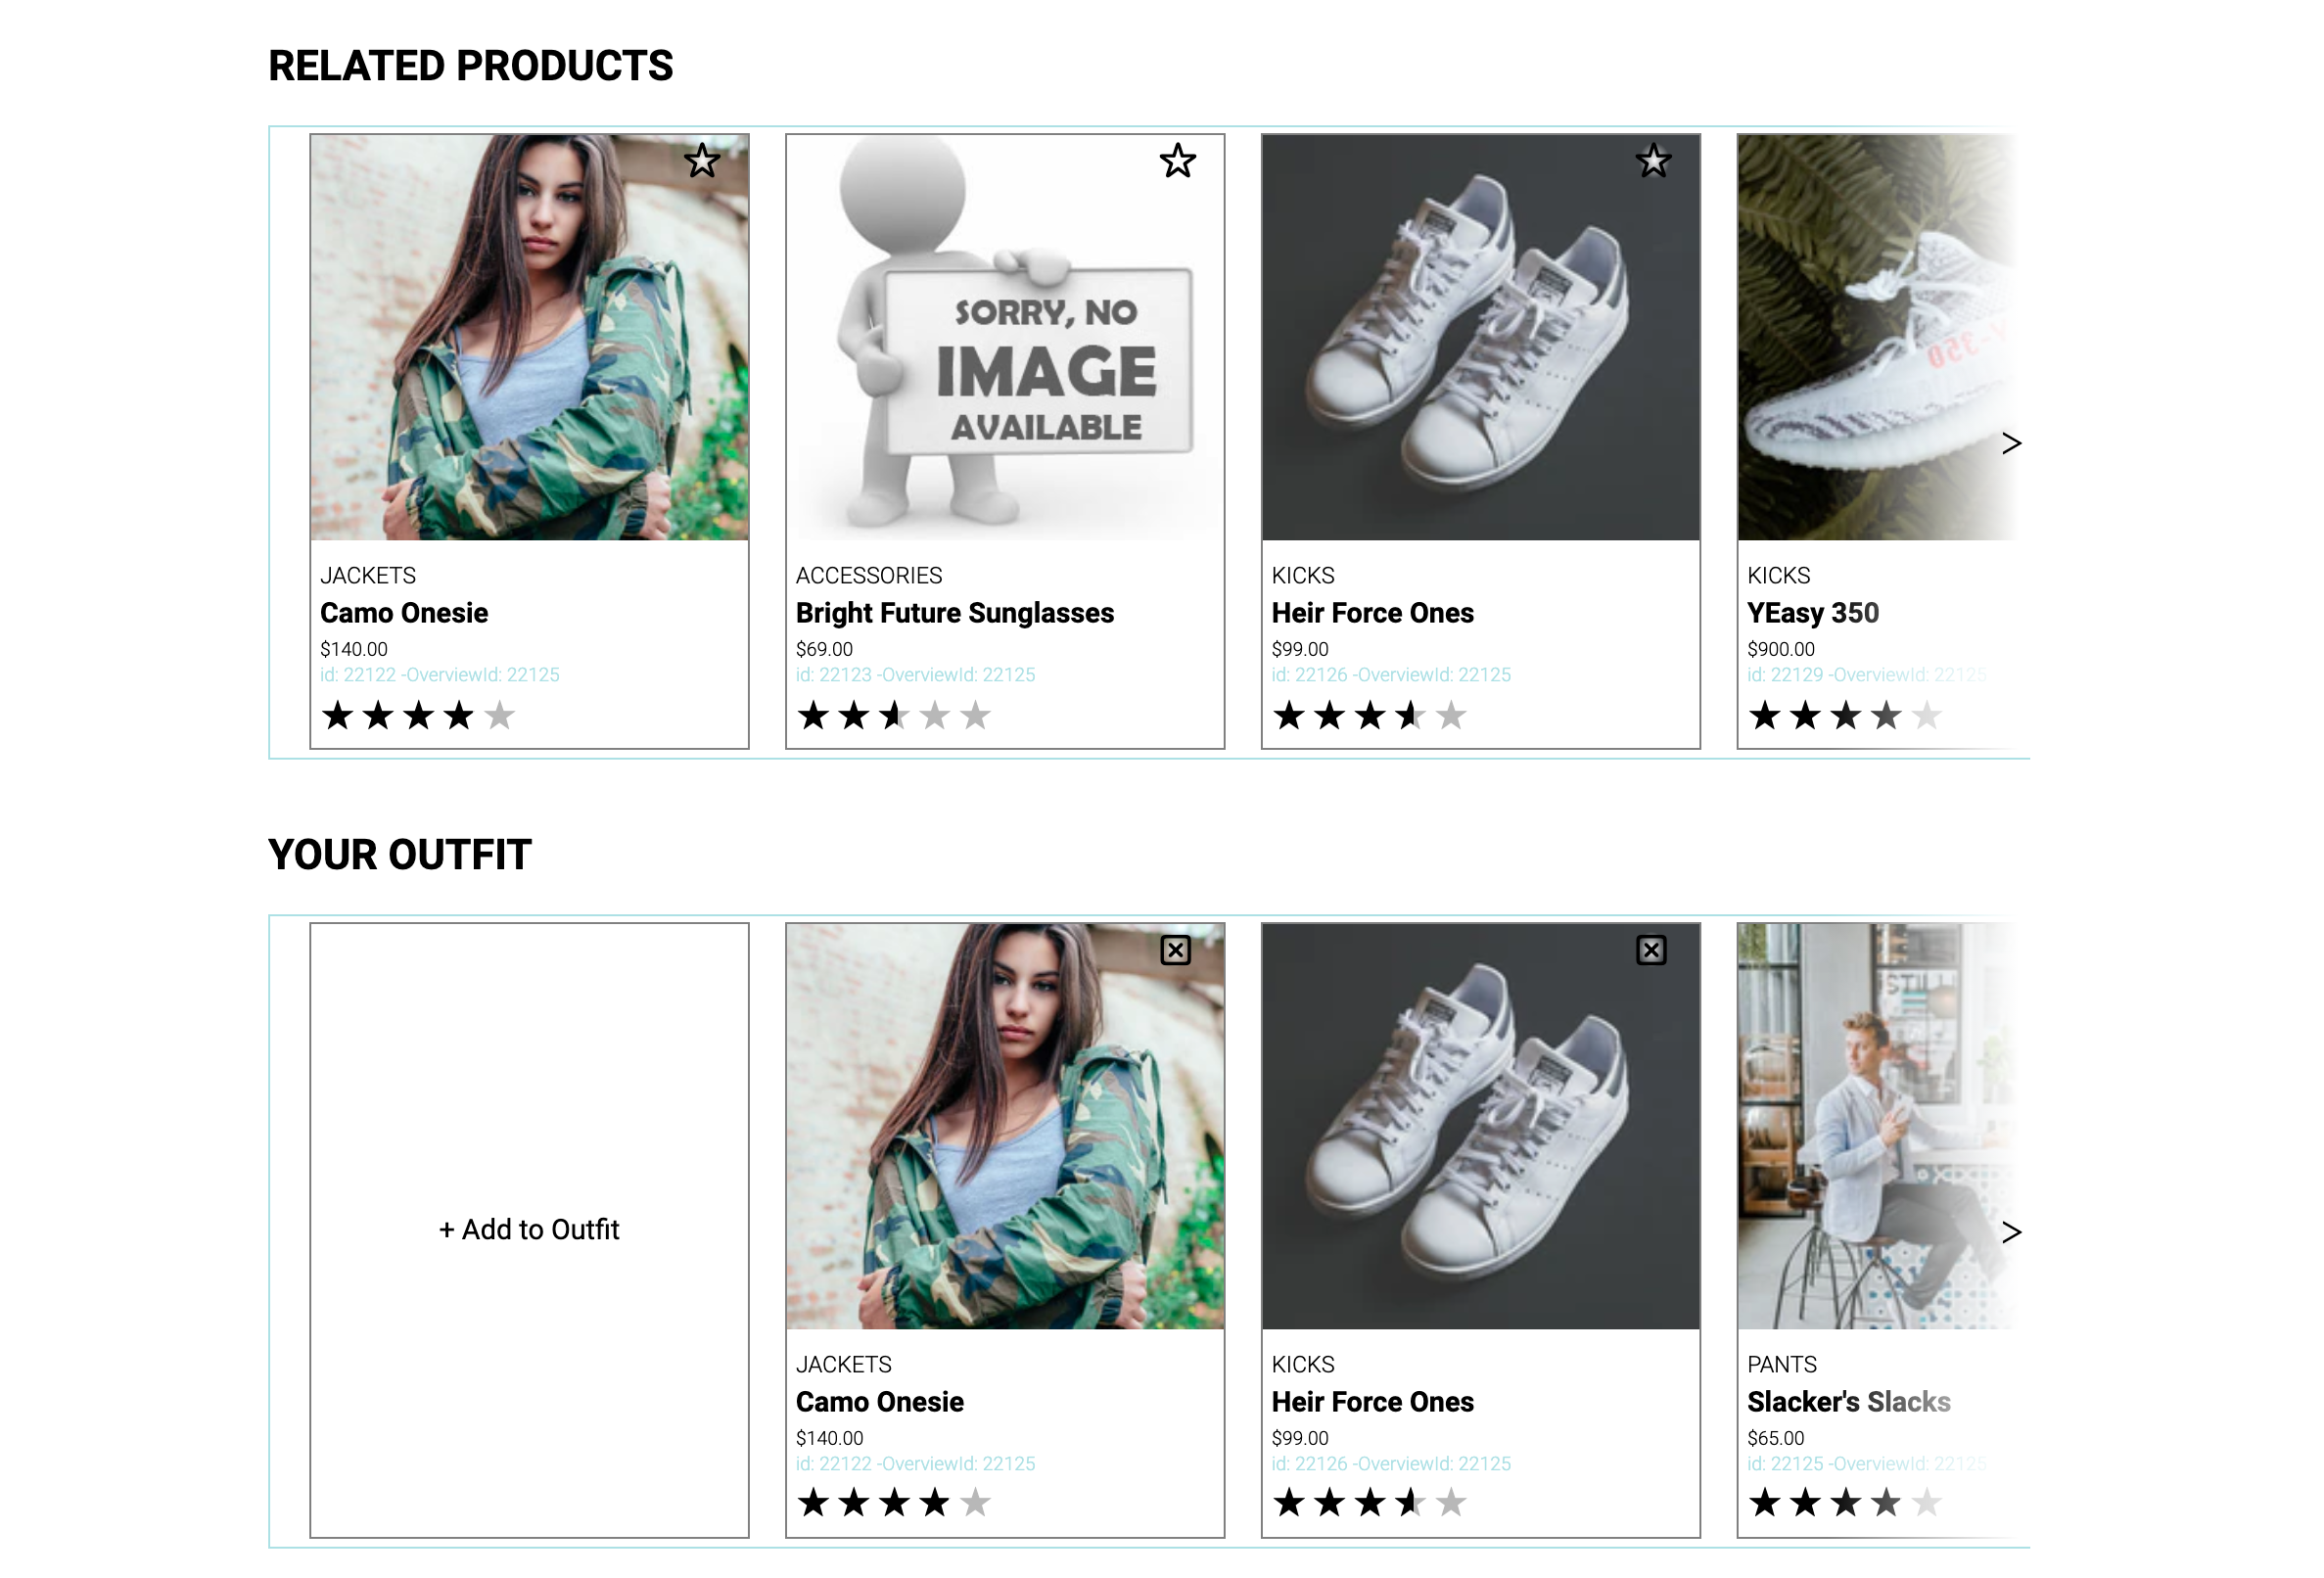 RELATED PRODUCTS
SORRY, NO
IMAGE
AVAILABLE
350
>
JACKETS
Camo Onesie
$140.00
id: 22122 -OverviewId: 22125
ACCESSORIES
Bright Future Sunglasses
$69.00
id: 22123 -OverviewId: 22125
KICKS
Heir Force Ones
$99.00
id: 22126 -OverviewId: 22125
KICKS
YEasy 350
$900.00
id: 22129 -OverviewId: 22125
YOUR OUTFIT
+ Add to Outfit
>
JACKETS
Camo Onesie
$140.00
id: 22122 -OverviewId: 22125
KICKS
Heir Force Ones
$99.00
id: 22126 -OverviewId: 22125
PANTS
Slacker's Slacks
$65.00
id: 22125 -OverviewId: 22125